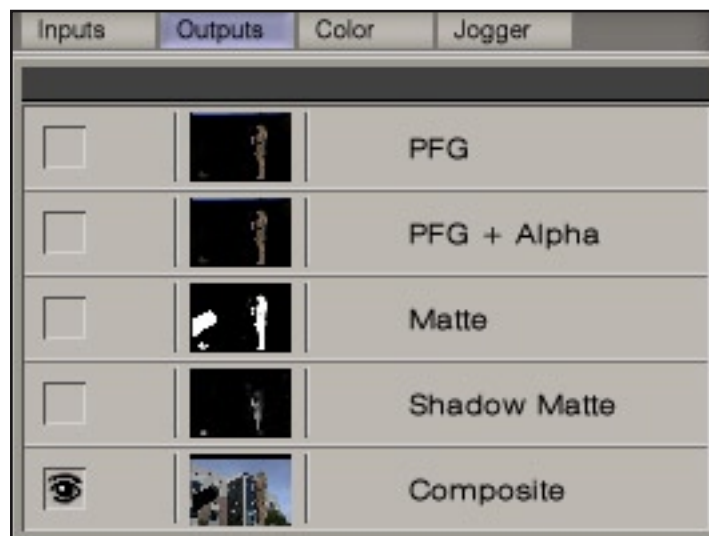 Inputs Outputs Color Jogger
PFG
PFG + Alpha
Matte
Shadow Matte
Composite